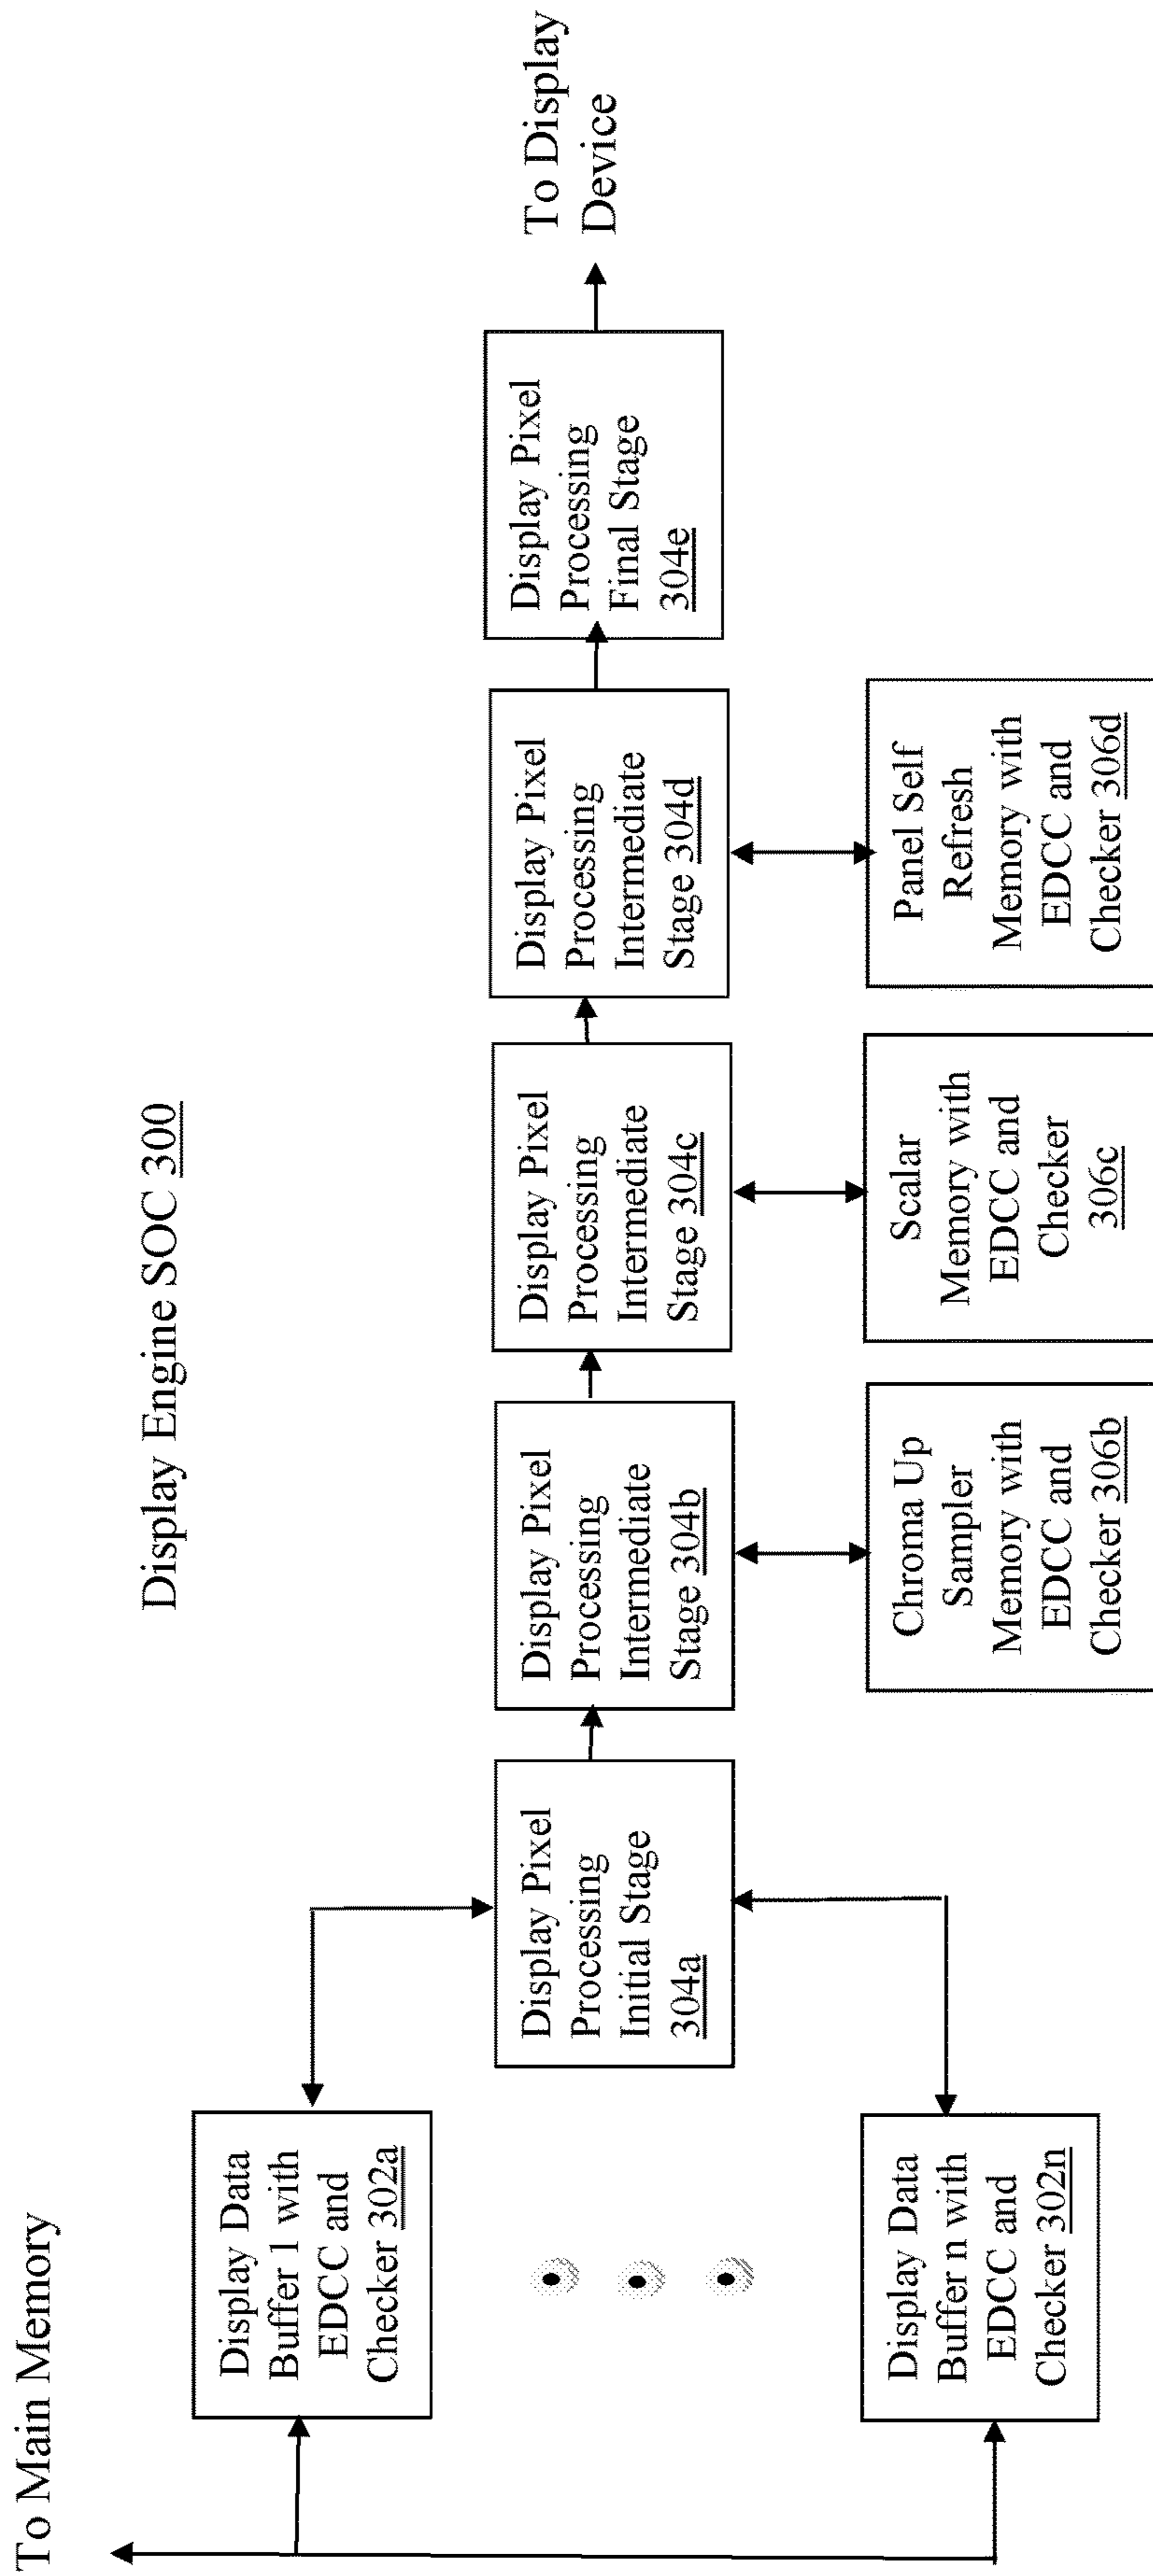 Display Engine SOC 300
To Main Memory
Display Data
Buffer 1 with
EDCC and
Checker 302a
Display Data
Buffer n with
EDCC and
Checker 302n
Display Pixel
Processing
Initial Stage
304a
Display Pixel
Processing
Intermediate
Stage 304b
Display Pixel
Processing
Intermediate
Stage 304c
Display Pixel
Processing
Intermediate
Stage 304d
Display Pixel
Processing
Final Stage
304e
To Display
Device
Chroma Up
Sampler
Memory with
EDCC and
Checker 306b
Scalar
Memory with
EDCC and
Checker
306c
Panel Self
Refresh
Memory with
EDCC and
Checker 306d